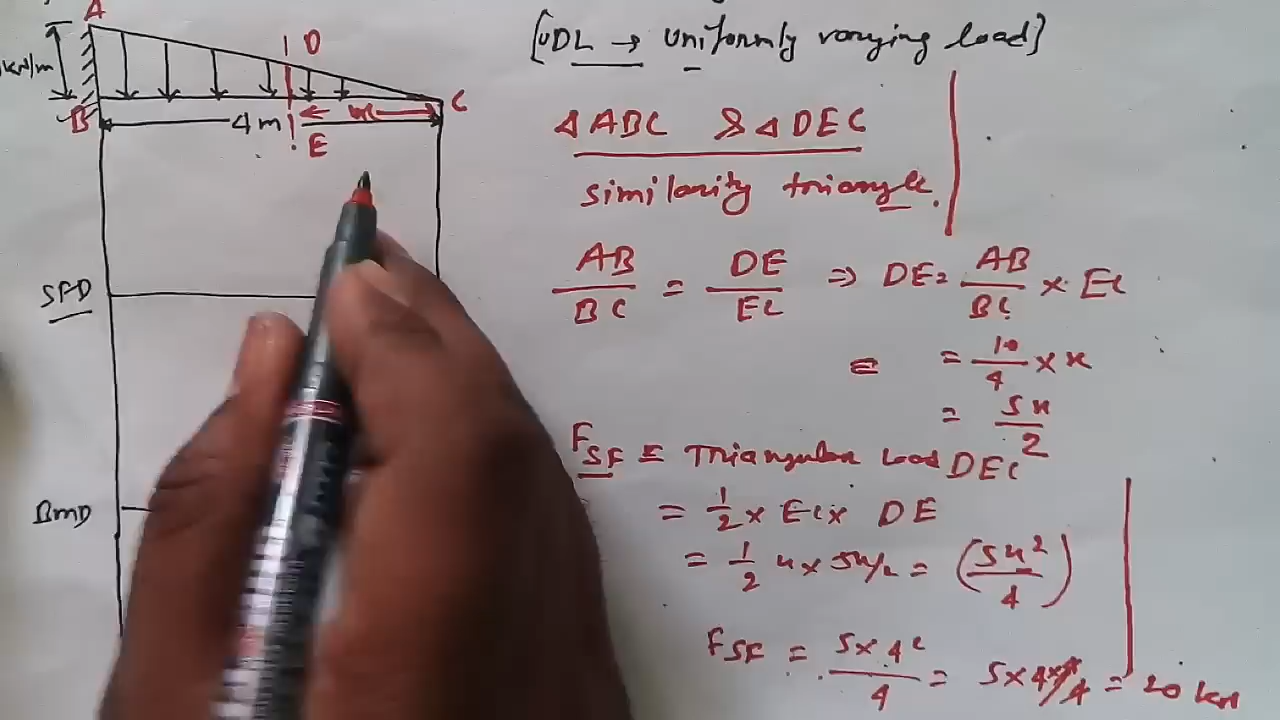 [UDL → Uniformly varying load]
A
D
kN/m
B
C
4 m
E
Δ ABC & Δ DEC
similarity triangle.
AB/BC = DE/EC ⇒ DE = AB/BC × EC
= = 10/4 × x
= 5x/2
SFD
F_SF = Triangular Load DEC
= 1/2 × EC × DE
BMD
= 1/2 x × 5x/2 = (5x²/4)
F_SF = 5×4²/4 = 5×4×4/4 = 20 kN